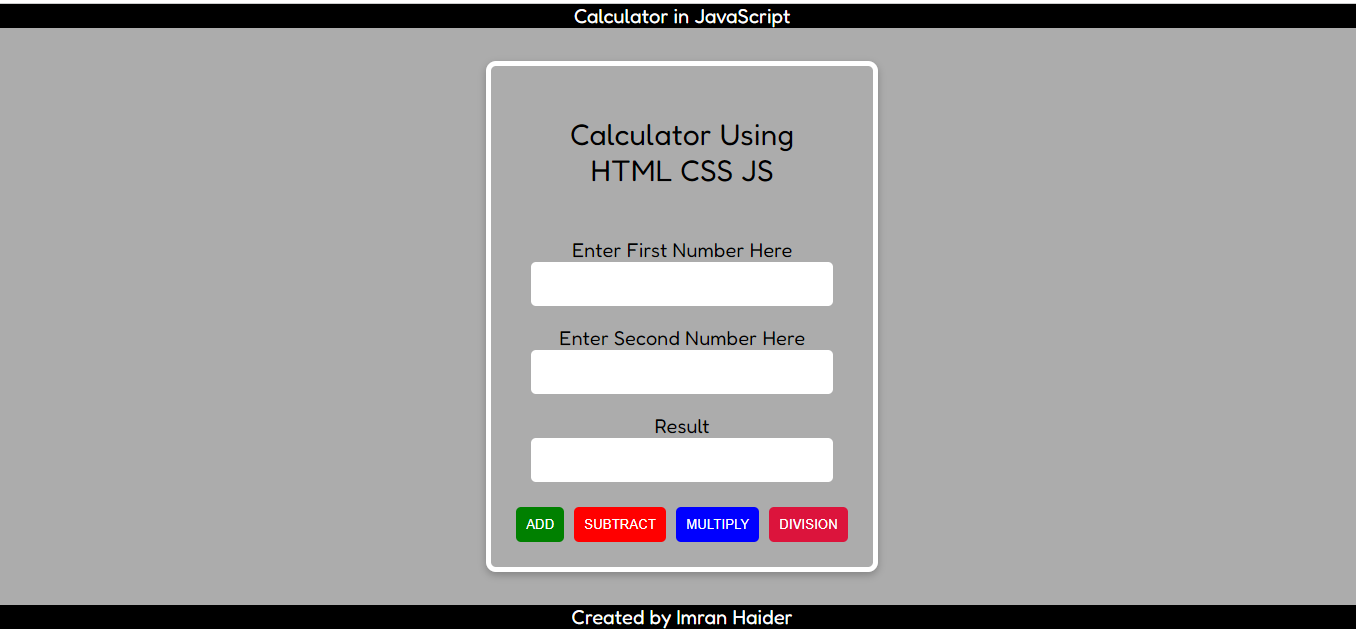 Calculator in JavaScript
Calculator Using
HTML CSS JS
Enter First Number Here
Enter Second Number Here
Result
ADD SUBTRACT MULTIPLY DIVISION
Created by Imran Haider